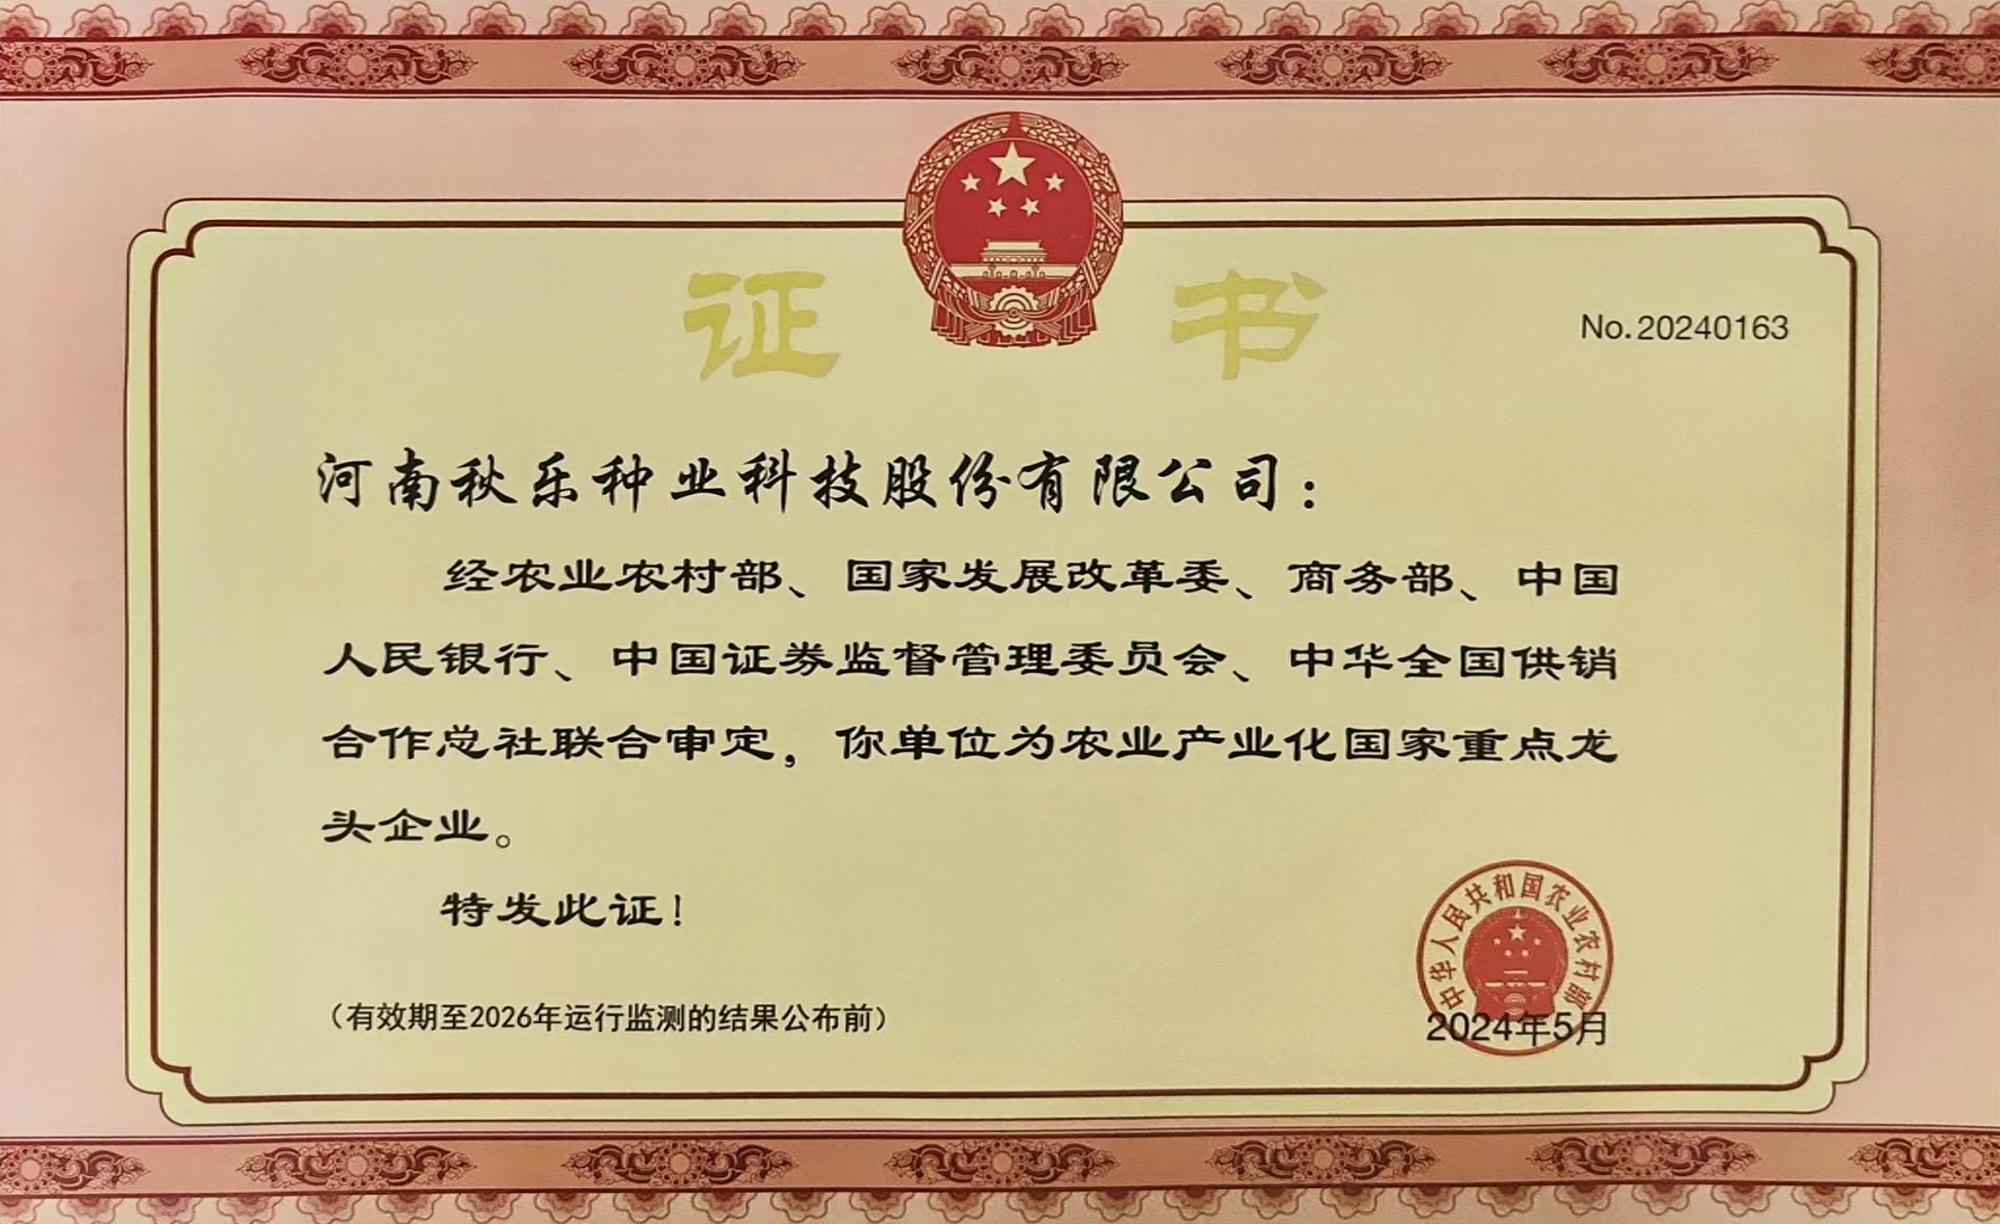 证 书
No.20240163
河南秋乐种业科技股份有限公司：
经农业农村部、国家发展改革委、商务部、中国
人民银行、中国证券监督管理委员会、中华全国供销
合作总社联合审定，你单位为农业产业化国家重点龙
头企业。
特发此证！
中华人民共和国农业农村部
（有效期至2026年运行监测的结果公布前）
2024年5月